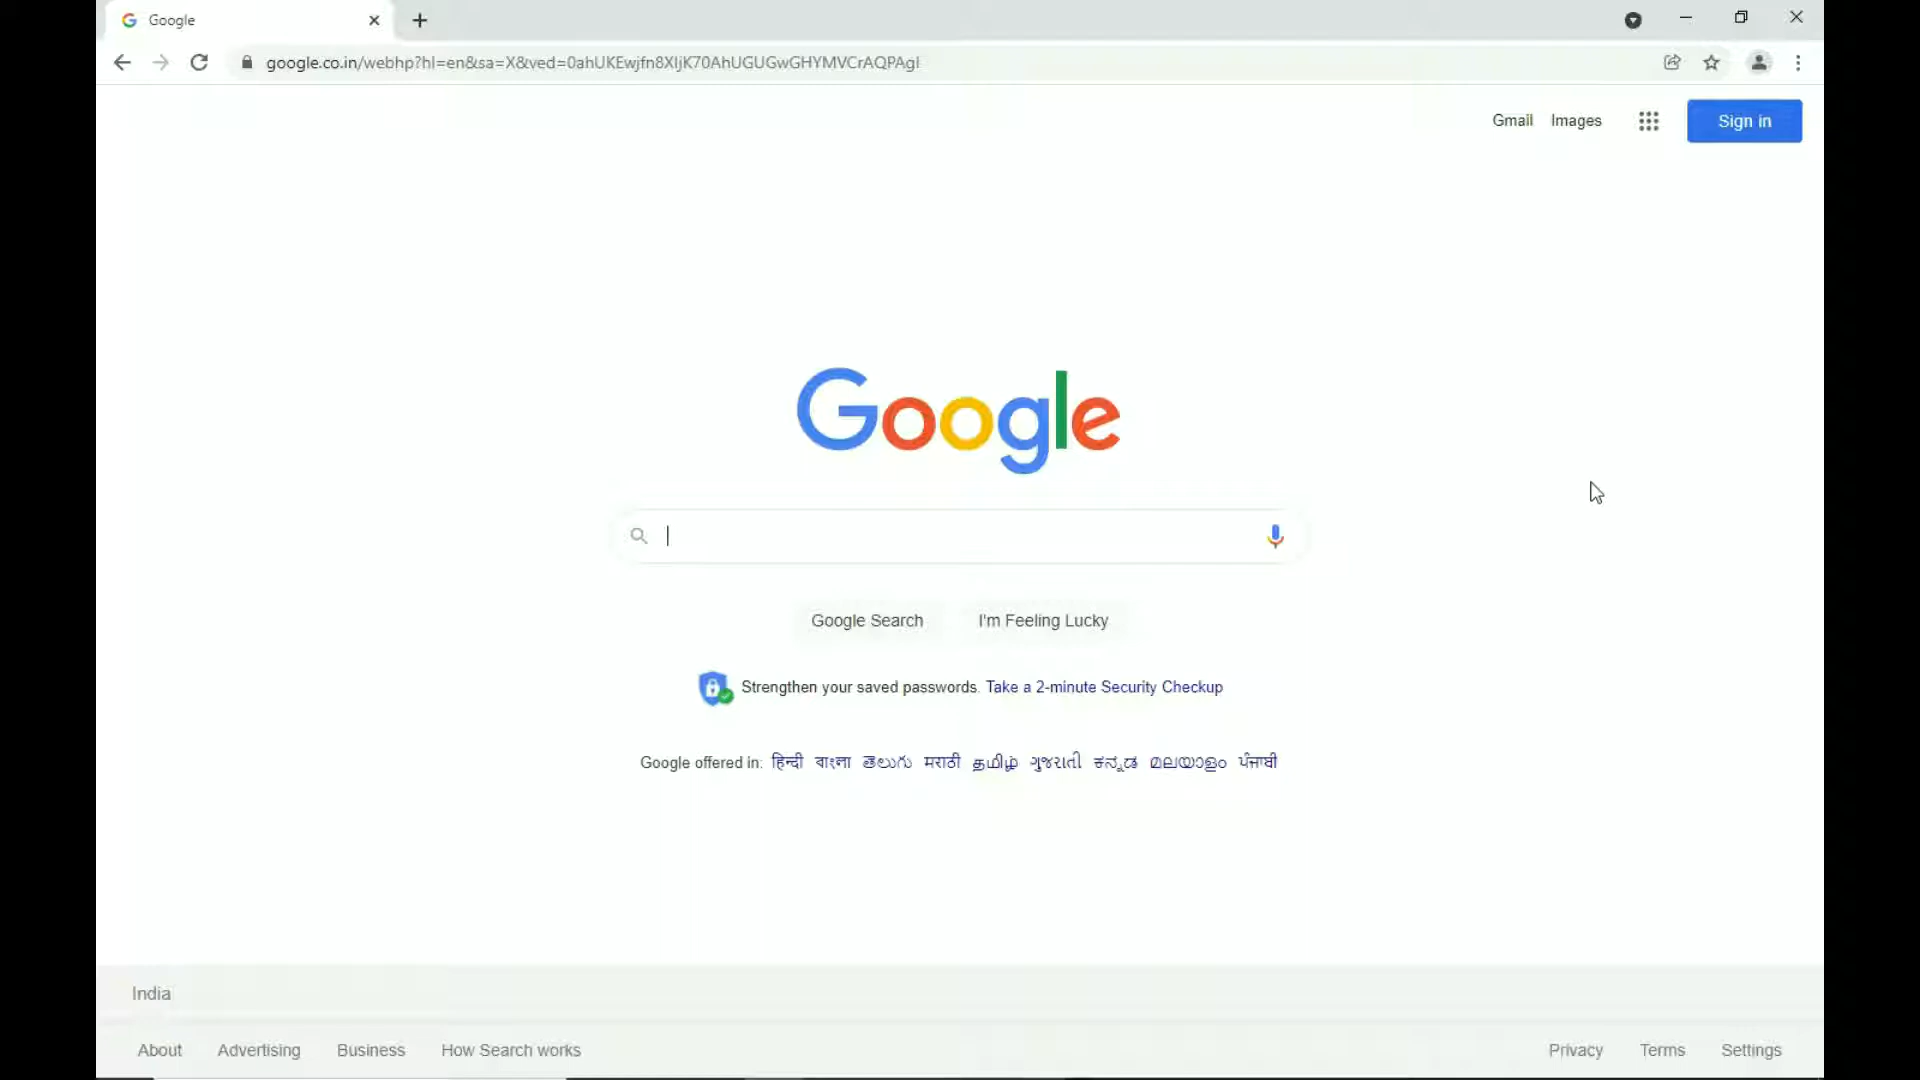 Google
google.co.in/webhp?hl=en&sa=X&ved=0ahUKEwjfn8XljK70AhUGUGwGHYMVCrAQPAgI
Gmail Images Sign in
Google
Google Search I'm Feeling Lucky
Strengthen your saved passwords. Take a 2-minute Security Checkup
Google offered in: हिन्दी বাংলা తెలుగు मराठी தமிழ் ગુજરાતી ಕನ್ನಡ മലയാളം ਪੰਜਾਬੀ
India
About Advertising Business How Search works Privacy Terms Settings